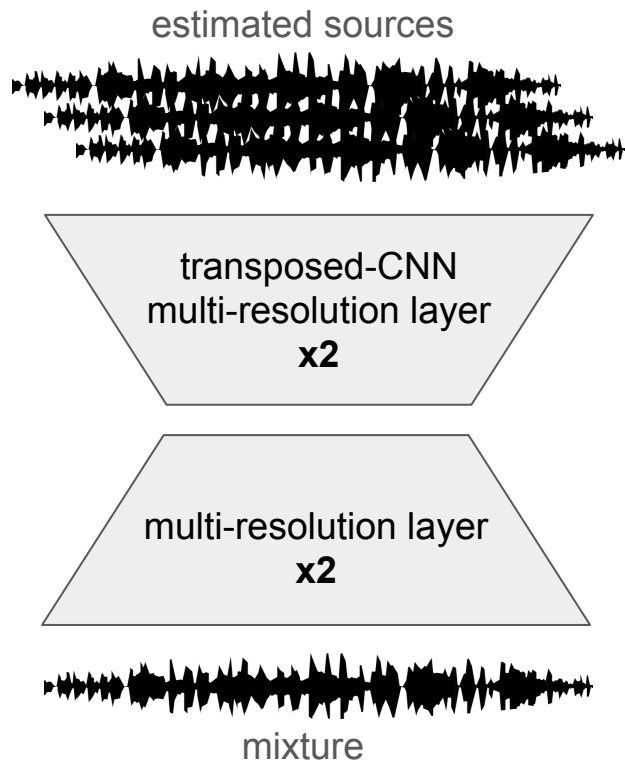 estimated sources
transposed-CNN
multi-resolution layer
x2
multi-resolution layer
x2
mixture